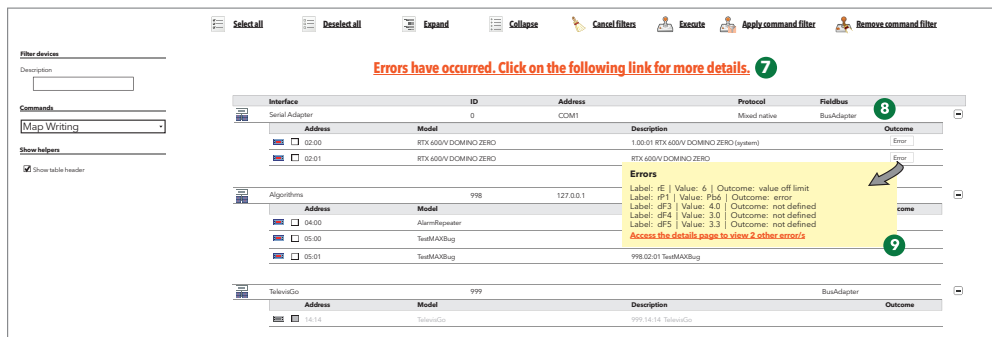 Select all Deselect all Expand Collapse Cancel filters Execute Apply command filter Remove command filter
Filter devices
Description
Commands
Map Writing
Show helpers
Show table header
Errors have occurred. Click on the following link for more details. 7
Interface ID Address Protocol Fieldbus 8
Serial Adapter 0 COM1 Mixed native BusAdapter
Address Model Description Outcome
02:00 RTX 600/V DOMINO ZERO 1.00:01 RTX 600/V DOMINO ZERO (system) Error
02:01 RTX 600/V DOMINO ZERO RTX 600/V DOMINO ZERO Error
Errors
Label: rE | Value: 6 | Outcome: value off limit
Label: rP1 | Value: Pb6 | Outcome: error
Label: dF3 | Value: 4.0 | Outcome: not defined
Label: dF4 | Value: 3.0 | Outcome: not defined
Label: dF5 | Value: 3.3 | Outcome: not defined
Access the details page to view 2 other error/s
9
Algorithms 998 127.0.0.1
Address Model come
04:00 AlarmRepeater
05:00 TestMAXBug
05:01 TestMAXBug 998.02:01 TestMAXBug
TelevisGo 999 BusAdapter
Address Model Description Outcome
14:14 TelevisGo 999.14:14 TelevisGo